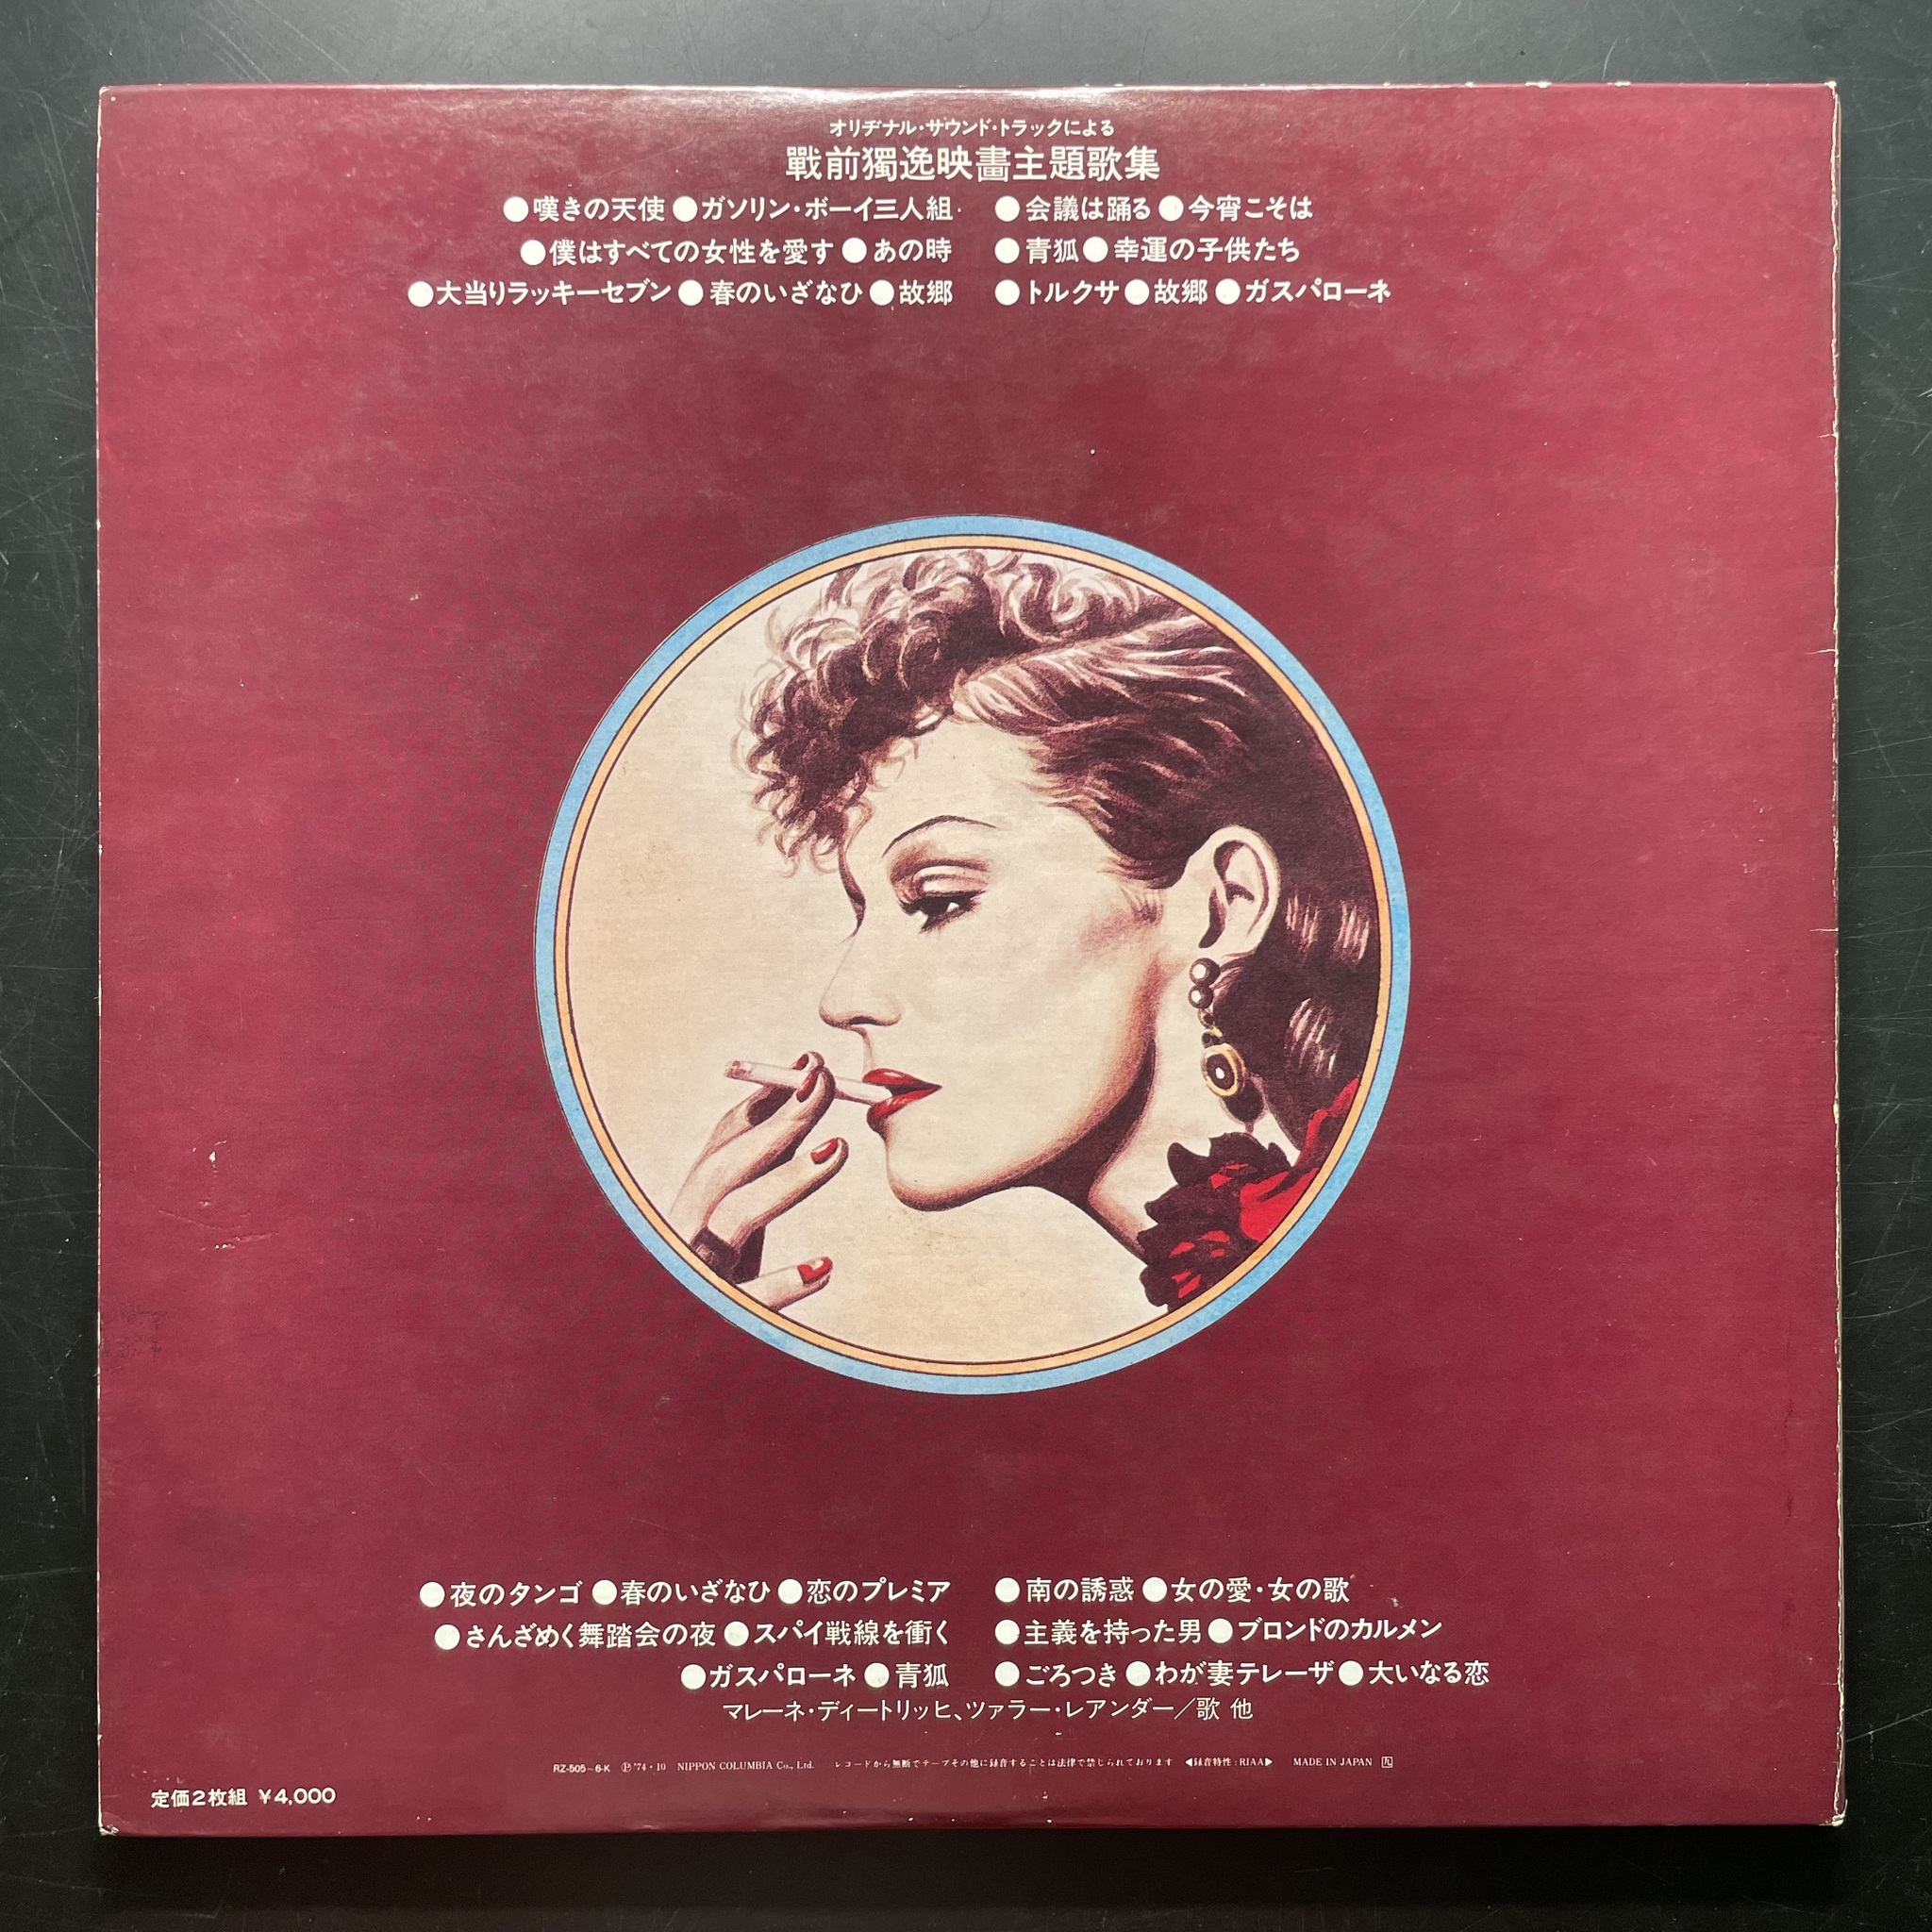 オリヂナル・サウンド・トラックによる
戰前獨逸映畫主題歌集
●嘆きの天使 ●ガソリン・ボーイ三人組 ●会議は踊る ●今宵こそは
●僕はすべての女性を愛す ●あの時 ●青狐 ●幸運の子供たち
●大当りラッキーセブン ●春のいざなひ ●故郷 ●トルクサ ●故郷 ●ガスパローネ
●夜のタンゴ ●春のいざなひ ●恋のプレミア ●南の誘惑 ●女の愛・女の歌
●さんざめく舞踏会の夜 ●スパイ戦線を衝く ●主義を持った男 ●ブロンドのカルメン
●ガスパローネ ●青狐 ●ごろつき ●わが妻テレーザ ●大いなる恋
マレーネ・ディートリッヒ、ツァラー・レアンダー／歌 他
RZ-505~6-K Ⓟ'74・10 NIPPON COLUMBIA Co., Ltd. レコードから無断でテープその他に録音することは法律で禁じられております ◀録音特性：RIAA▶ MADE IN JAPAN
定価2枚組 ¥4,000